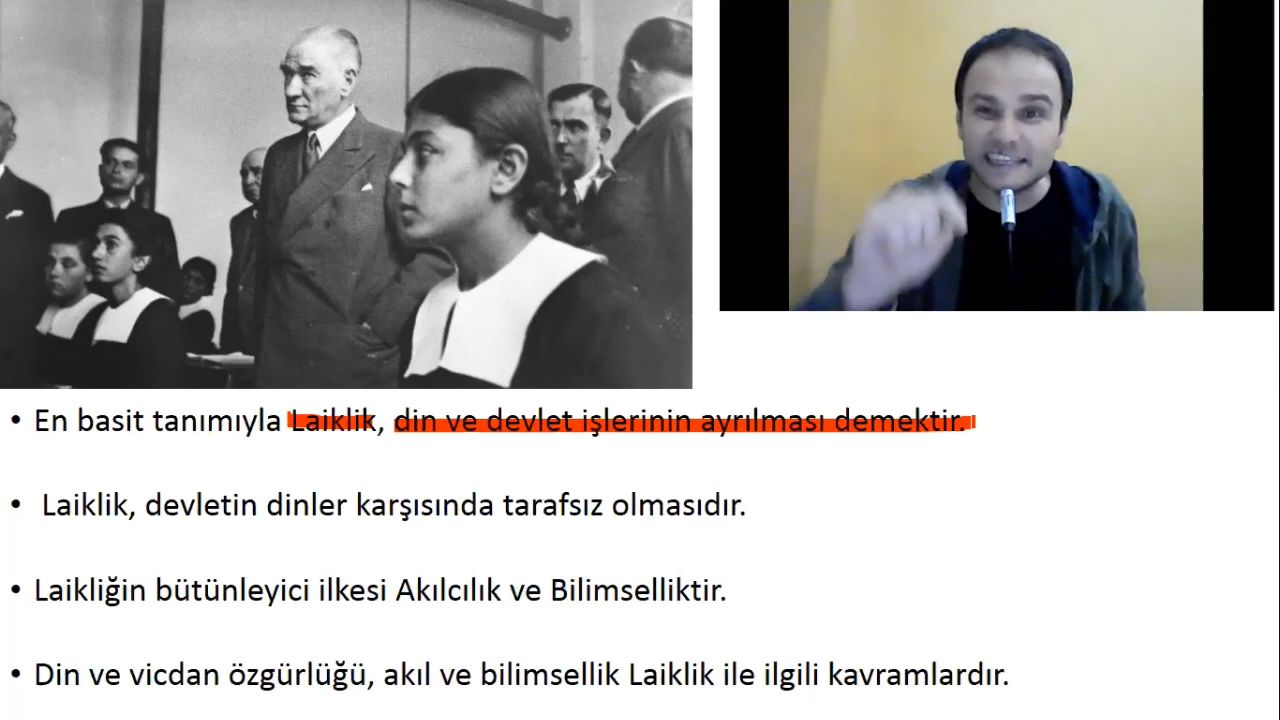 • En basit tanımıyla Laiklik, din ve devlet işlerinin ayrılması demektir.
• Laiklik, devletin dinler karşısında tarafsız olmasıdır.
• Laikliğin bütünleyici ilkesi Akılcılık ve Bilimselliktir.
• Din ve vicdan özgürlüğü, akıl ve bilimsellik Laiklik ile ilgili kavramlardır.